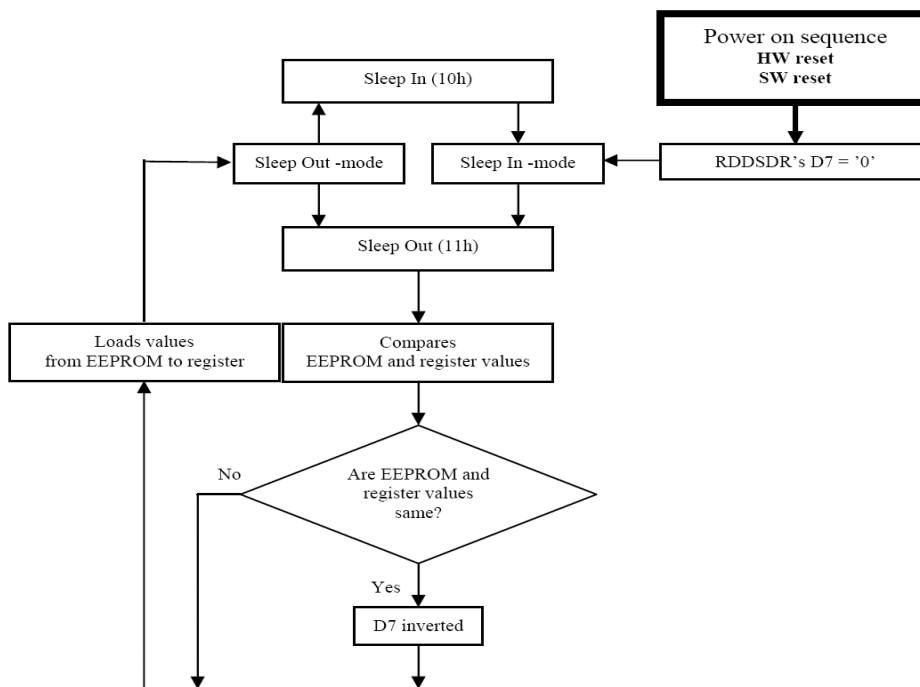 Power on sequence
HW reset
SW reset
Sleep In (10h)
Sleep Out -mode
Sleep In -mode
RDDSDR's D7 = '0'
Sleep Out (11h)
Loads values
from EEPROM to register
Compares
EEPROM and register values
No
Are EEPROM and
register values
same?
Yes
D7 inverted